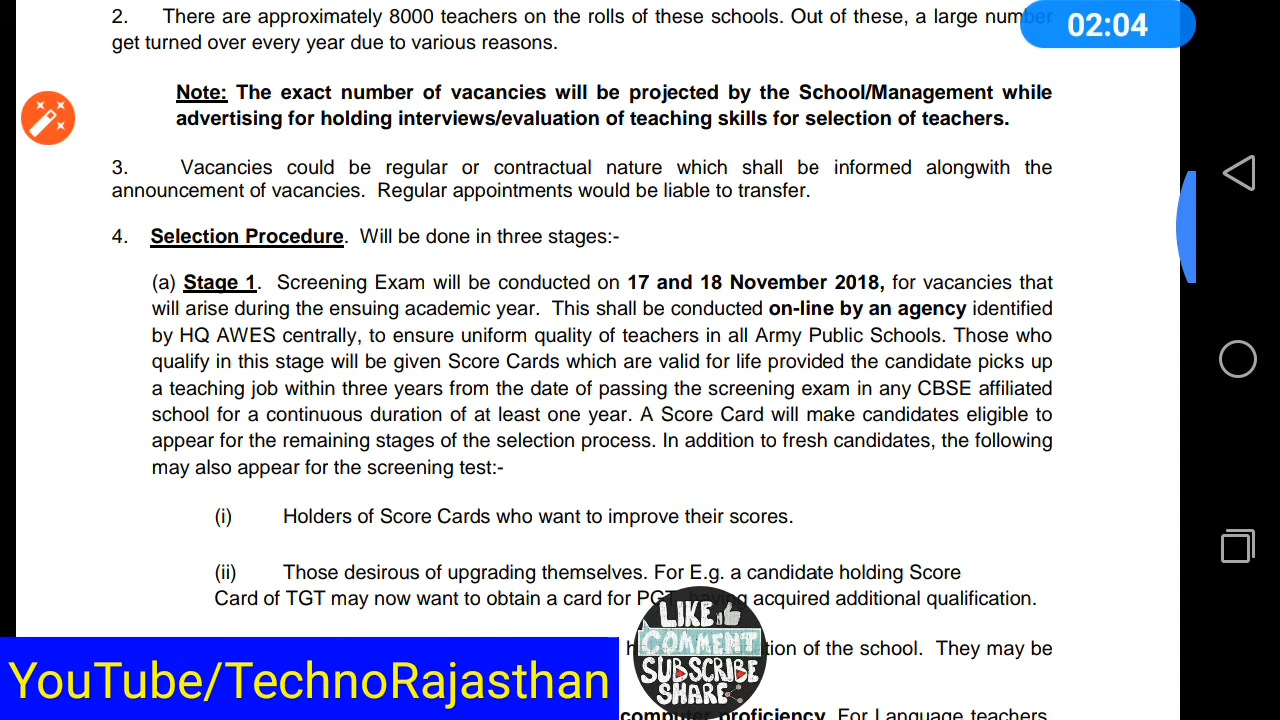 2. There are approximately 8000 teachers on the rolls of these schools. Out of these, a large number
02:04
get turned over every year due to various reasons.
Note: The exact number of vacancies will be projected by the School/Management while
advertising for holding interviews/evaluation of teaching skills for selection of teachers.
3. Vacancies could be regular or contractual nature which shall be informed alongwith the
announcement of vacancies. Regular appointments would be liable to transfer.
4. Selection Procedure. Will be done in three stages:-
(a) Stage 1. Screening Exam will be conducted on 17 and 18 November 2018, for vacancies that
will arise during the ensuing academic year. This shall be conducted on-line by an agency identified
by HQ AWES centrally, to ensure uniform quality of teachers in all Army Public Schools. Those who
qualify in this stage will be given Score Cards which are valid for life provided the candidate picks up
a teaching job within three years from the date of passing the screening exam in any CBSE affiliated
school for a continuous duration of at least one year. A Score Card will make candidates eligible to
appear for the remaining stages of the selection process. In addition to fresh candidates, the following
may also appear for the screening test:-
(i) Holders of Score Cards who want to improve their scores.
(ii) Those desirous of upgrading themselves. For E.g. a candidate holding Score
Card of TGT may now want to obtain a card for PGT, having acquired additional qualification.
of the school. They may be
computer proficiency. For Language teachers,
YouTube/TechnoRajasthan
LIKE
COMMENT
SUBSCRIBE
SHARE